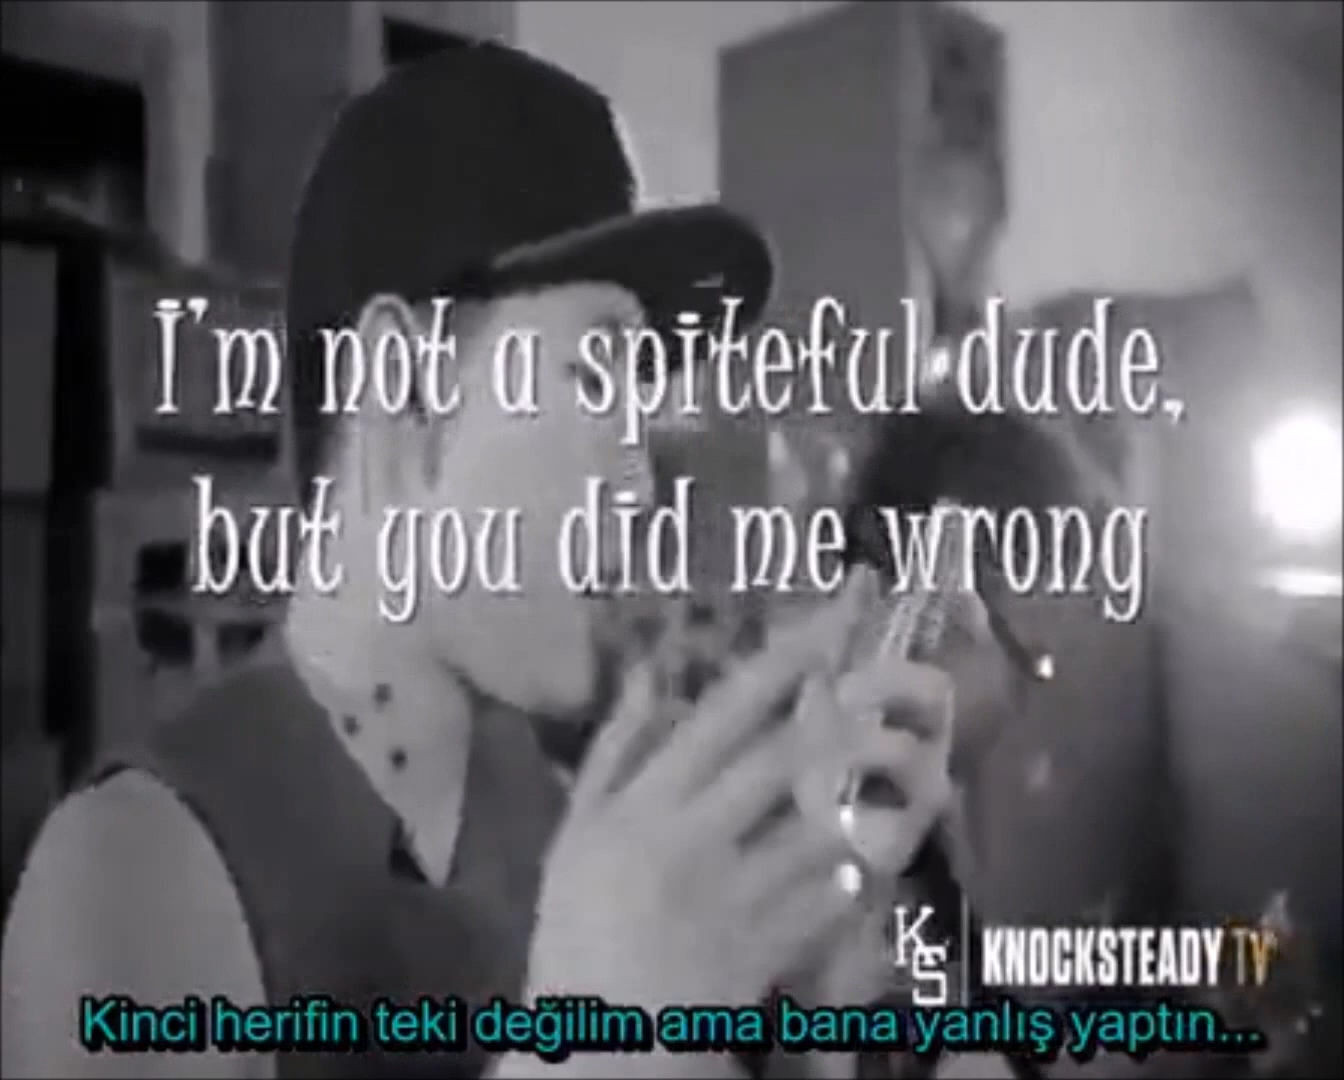 I'm not a spiteful dude,
but you did me wrong
KS KNOCKSTEADY TV
Kinci herifin teki değilim ama bana yanlış yaptın...